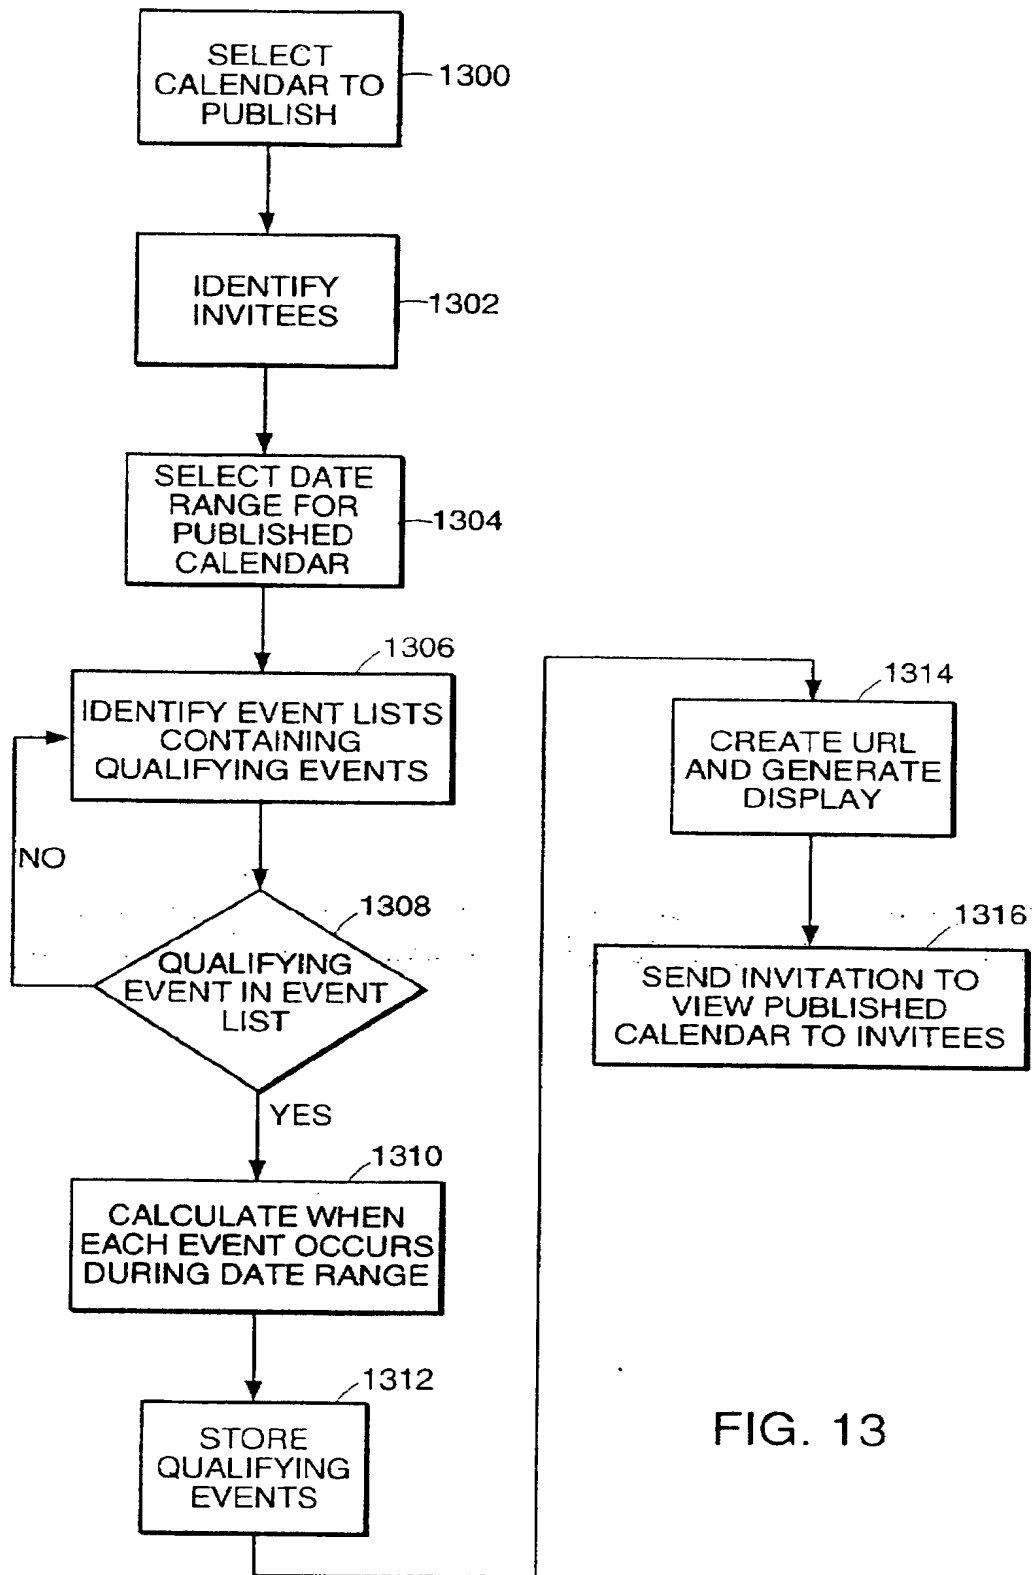 SELECT
CALENDAR TO
PUBLISH
1300
IDENTIFY
INVITEES
1302
SELECT DATE
RANGE FOR
PUBLISHED
CALENDAR
1304
1306
IDENTIFY EVENT LISTS
CONTAINING
QUALIFYING EVENTS
NO
1308
QUALIFYING
EVENT IN EVENT
LIST
YES
1310
CALCULATE WHEN
EACH EVENT OCCURS
DURING DATE RANGE
1312
STORE
QUALIFYING
EVENTS
1314
CREATE URL
AND GENERATE
DISPLAY
1316
SEND INVITATION TO
VIEW PUBLISHED
CALENDAR TO INVITEES
FIG. 13